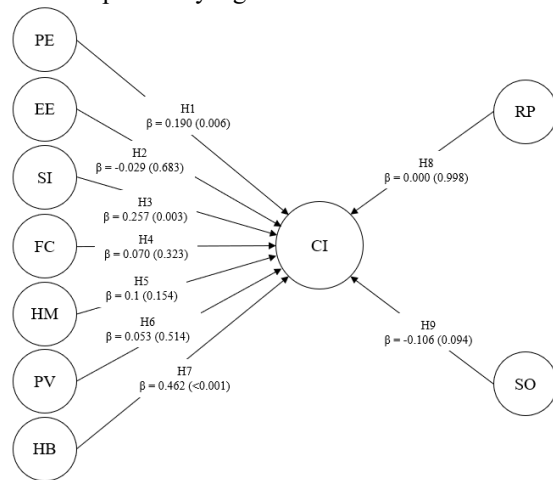 PE
EE
SI
FC
HM
PV
HB
H1
β = 0.190 (0.006)
H2
β = -0.029 (0.683)
H3
β = 0.257 (0.003)
H4
β = 0.070 (0.323)
H5
β = 0.1 (0.154)
H6
β = 0.053 (0.514)
H7
β = 0.462 (<0.001)
CI
RP
H8
β = 0.000 (0.998)
H9
β = -0.106 (0.094)
SO